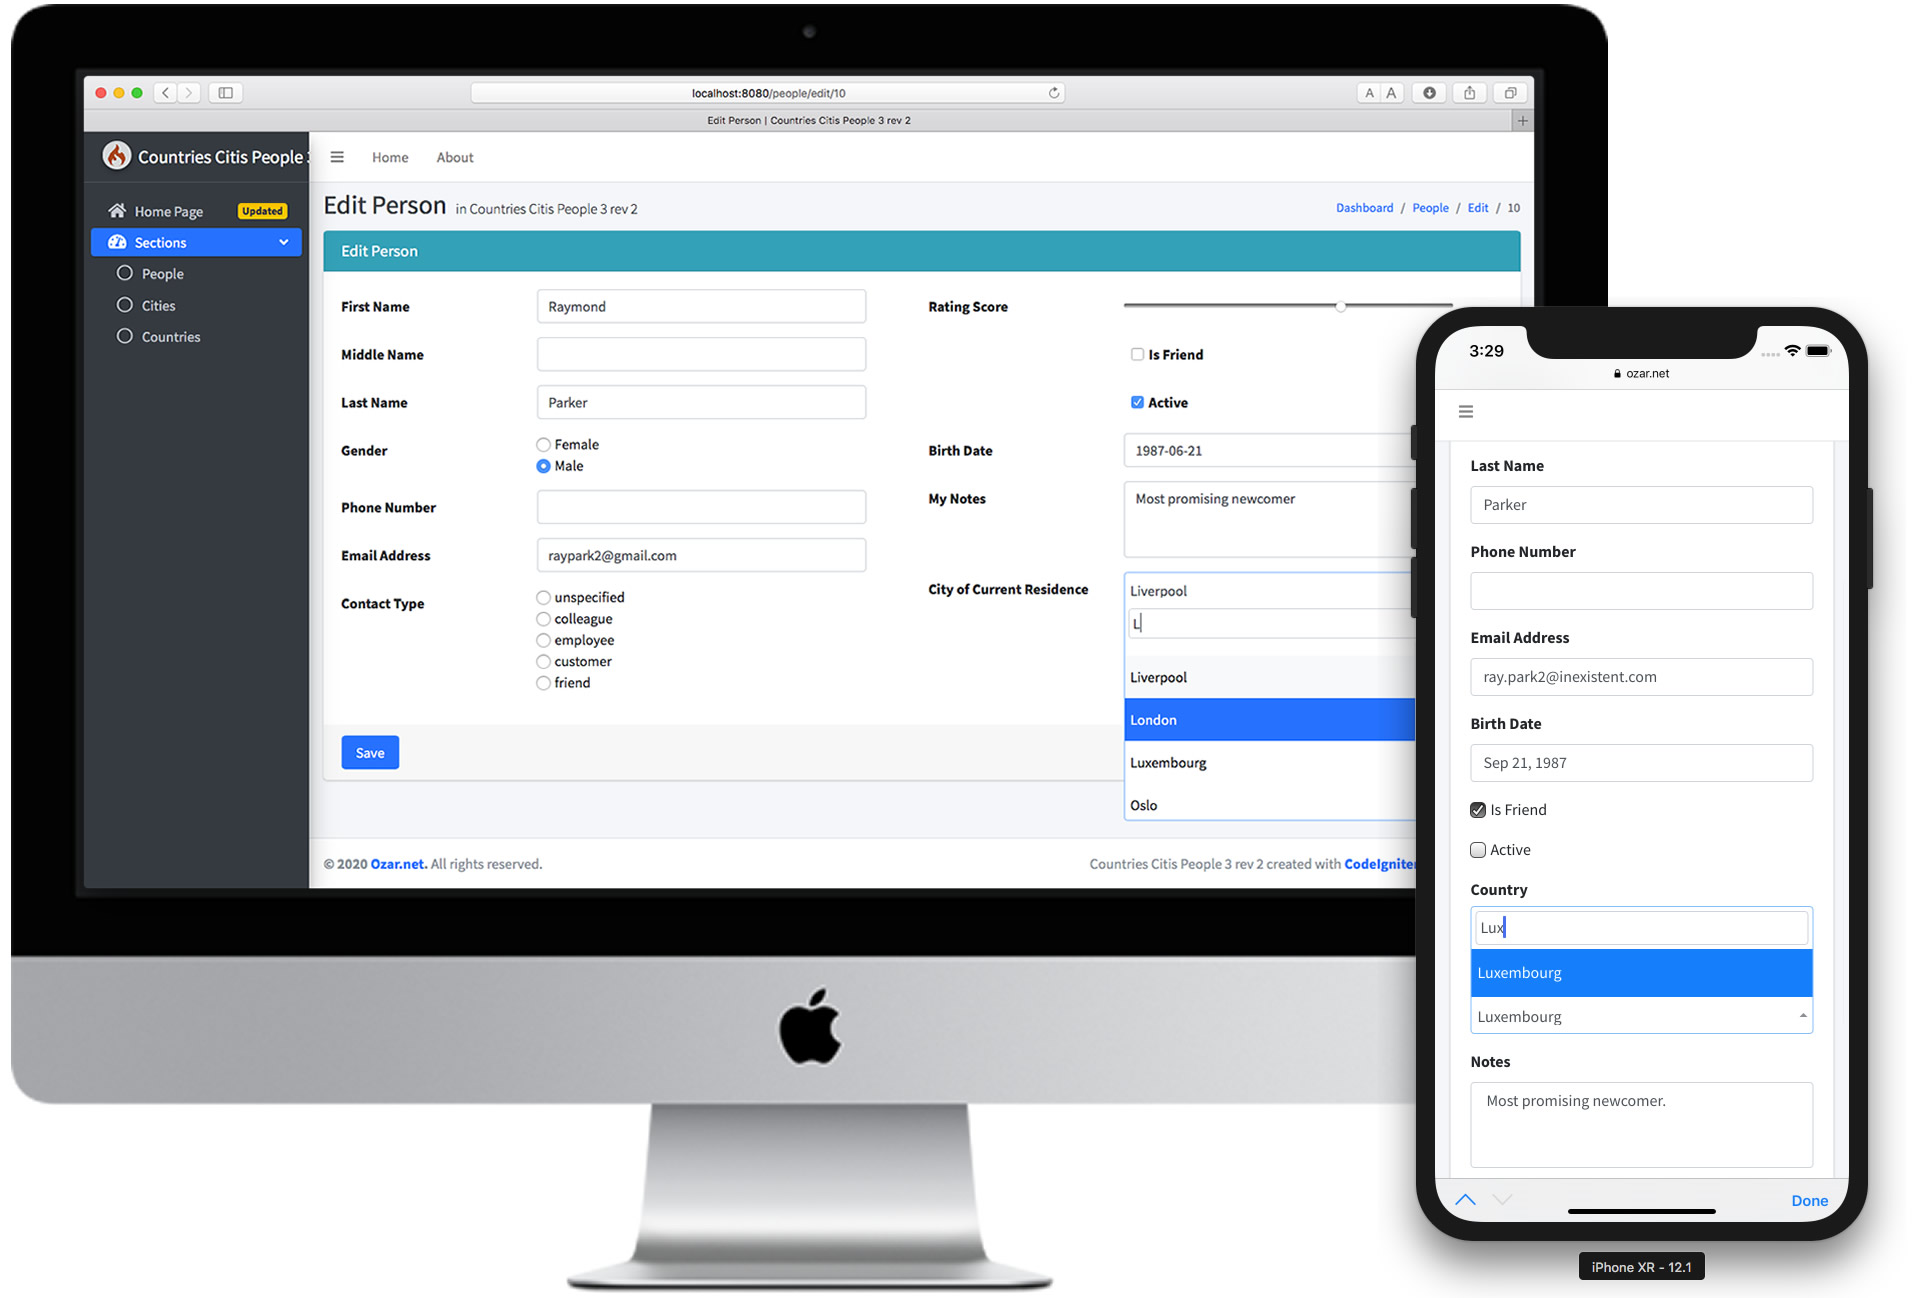 localhost:8080/people/edit/10
A A
Edit Person | Countries Citis People 3 rev 2
Countries Citis People 3
Home About
Home Page Updated
Sections
People
Cities
Countries
Edit Person in Countries Citis People 3 rev 2
Dashboard / People / Edit / 10
Edit Person
First Name Raymond
Middle Name
Last Name Parker
Gender Female
Male
Phone Number
Email Address raypark2@gmail.com
Contact Type unspecified
colleague
employee
customer
friend
Save
Rating Score
Is Friend
Active
Birth Date 1987-06-21
My Notes Most promising newcomer
City of Current Residence Liverpool
L
Liverpool
London
Luxembourg
Oslo
© 2020 Ozar.net. All rights reserved.
Countries Citis People 3 rev 2 created with CodeIgniter
3:29
ozar.net
Last Name
Parker
Phone Number
Email Address
ray.park2@inexistent.com
Birth Date
Sep 21, 1987
Is Friend
Active
Country
Lux
Luxembourg
Luxembourg
Notes
Most promising newcomer.
Done
iPhone XR - 12.1